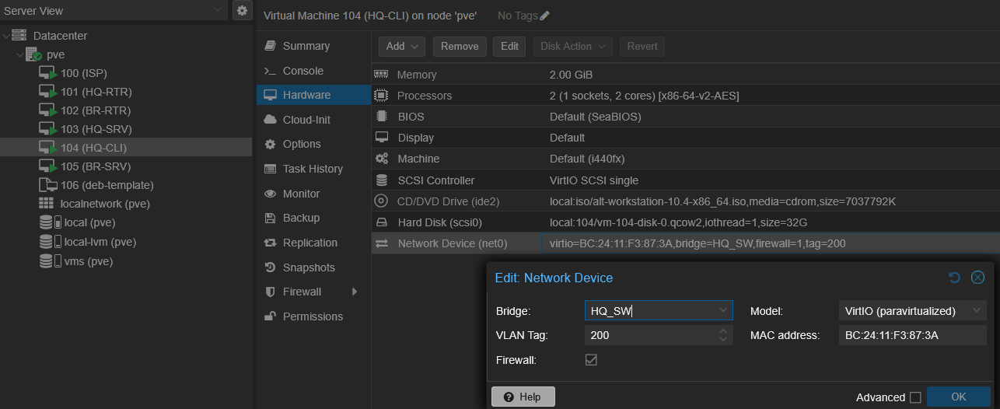 Server View
Virtual Machine 104 (HQ-CLI) on node 'pve' No Tags
Datacenter
pve
100 (ISP)
101 (HQ-RTR)
102 (BR-RTR)
103 (HQ-SRV)
104 (HQ-CLI)
105 (BR-SRV)
106 (deb-template)
localnetwork (pve)
local (pve)
local-lvm (pve)
vms (pve)
Summary
Console
Hardware
Cloud-Init
Options
Task History
Monitor
Backup
Replication
Snapshots
Firewall
Permissions
Add Remove Edit Disk Action Revert
Memory 2.00 GiB
Processors 2 (1 sockets, 2 cores) [x86-64-v2-AES]
BIOS Default (SeaBIOS)
Display Default
Machine Default (i440fx)
SCSI Controller VirtIO SCSI single
CD/DVD Drive (ide2) local:iso/alt-workstation-10.4-x86_64.iso,media=cdrom,size=7037792K
Hard Disk (scsi0) local:104/vm-104-disk-0.qcow2,iothread=1,size=32G
Network Device (net0) virtio=BC:24:11:F3:87:3A,bridge=HQ_SW,firewall=1,tag=200
Edit: Network Device
Bridge: HQ_SW Model: VirtIO (paravirtualized)
VLAN Tag: 200 MAC address: BC:24:11:F3:87:3A
Firewall:
Help Advanced OK